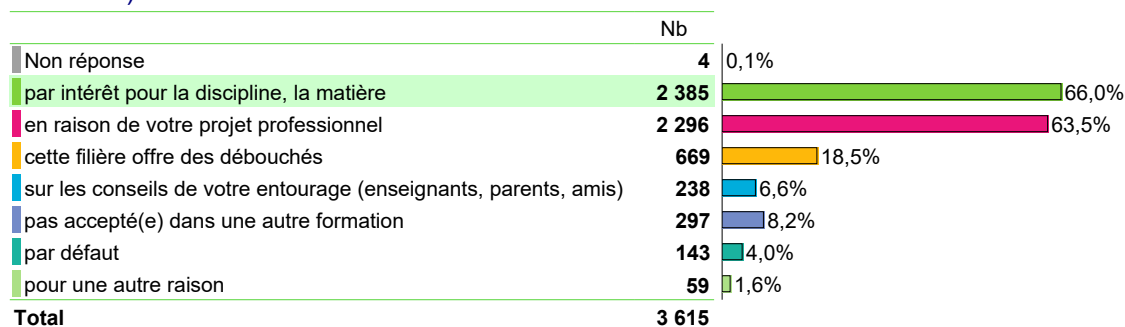 Nb
Non réponse 4 0,1%
par intérêt pour la discipline, la matière 2 385 66,0%
en raison de votre projet professionnel 2 296 63,5%
cette filière offre des débouchés 669 18,5%
sur les conseils de votre entourage (enseignants, parents, amis) 238 6,6%
pas accepté(e) dans une autre formation 297 8,2%
par défaut 143 4,0%
pour une autre raison 59 1,6%
Total 3 615